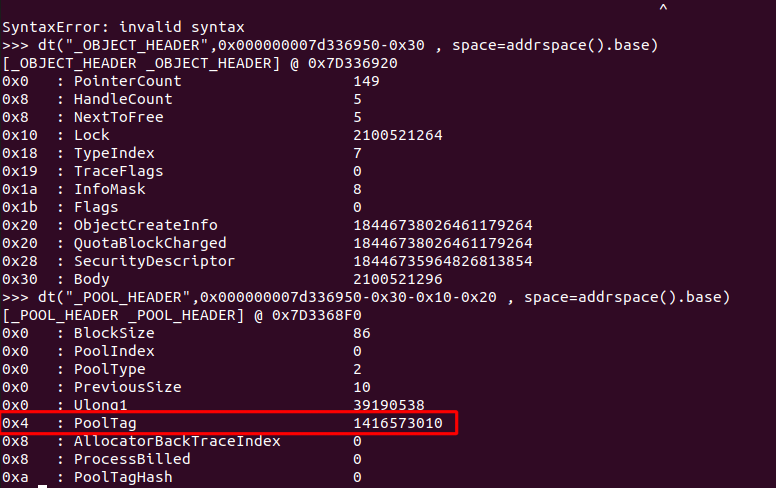 ^
SyntaxError: invalid syntax
>>> dt("_OBJECT_HEADER",0x000000007d336950-0x30 , space=addrspace().base)
[_OBJECT_HEADER _OBJECT_HEADER] @ 0x7D336920
0x0   : PointerCount                   149
0x8   : HandleCount                    5
0x8   : NextToFree                     5
0x10  : Lock                           2100521264
0x18  : TypeIndex                      7
0x19  : TraceFlags                     0
0x1a  : InfoMask                       8
0x1b  : Flags                          0
0x20  : ObjectCreateInfo               18446738026461179264
0x20  : QuotaBlockCharged              18446738026461179264
0x28  : SecurityDescriptor             18446735964826813854
0x30  : Body                           2100521296
>>> dt("_POOL_HEADER",0x000000007d336950-0x30-0x10-0x20 , space=addrspace().base)
[_POOL_HEADER _POOL_HEADER] @ 0x7D3368F0
0x0   : BlockSize                      86
0x0   : PoolIndex                      0
0x0   : PoolType                       2
0x0   : PreviousSize                   10
0x0   : Ulong1                         39190538
0x4   : PoolTag                        1416573010
0x8   : AllocatorBackTraceIndex        0
0x8   : ProcessBilled                  0
0xa   : PoolTagHash                    0